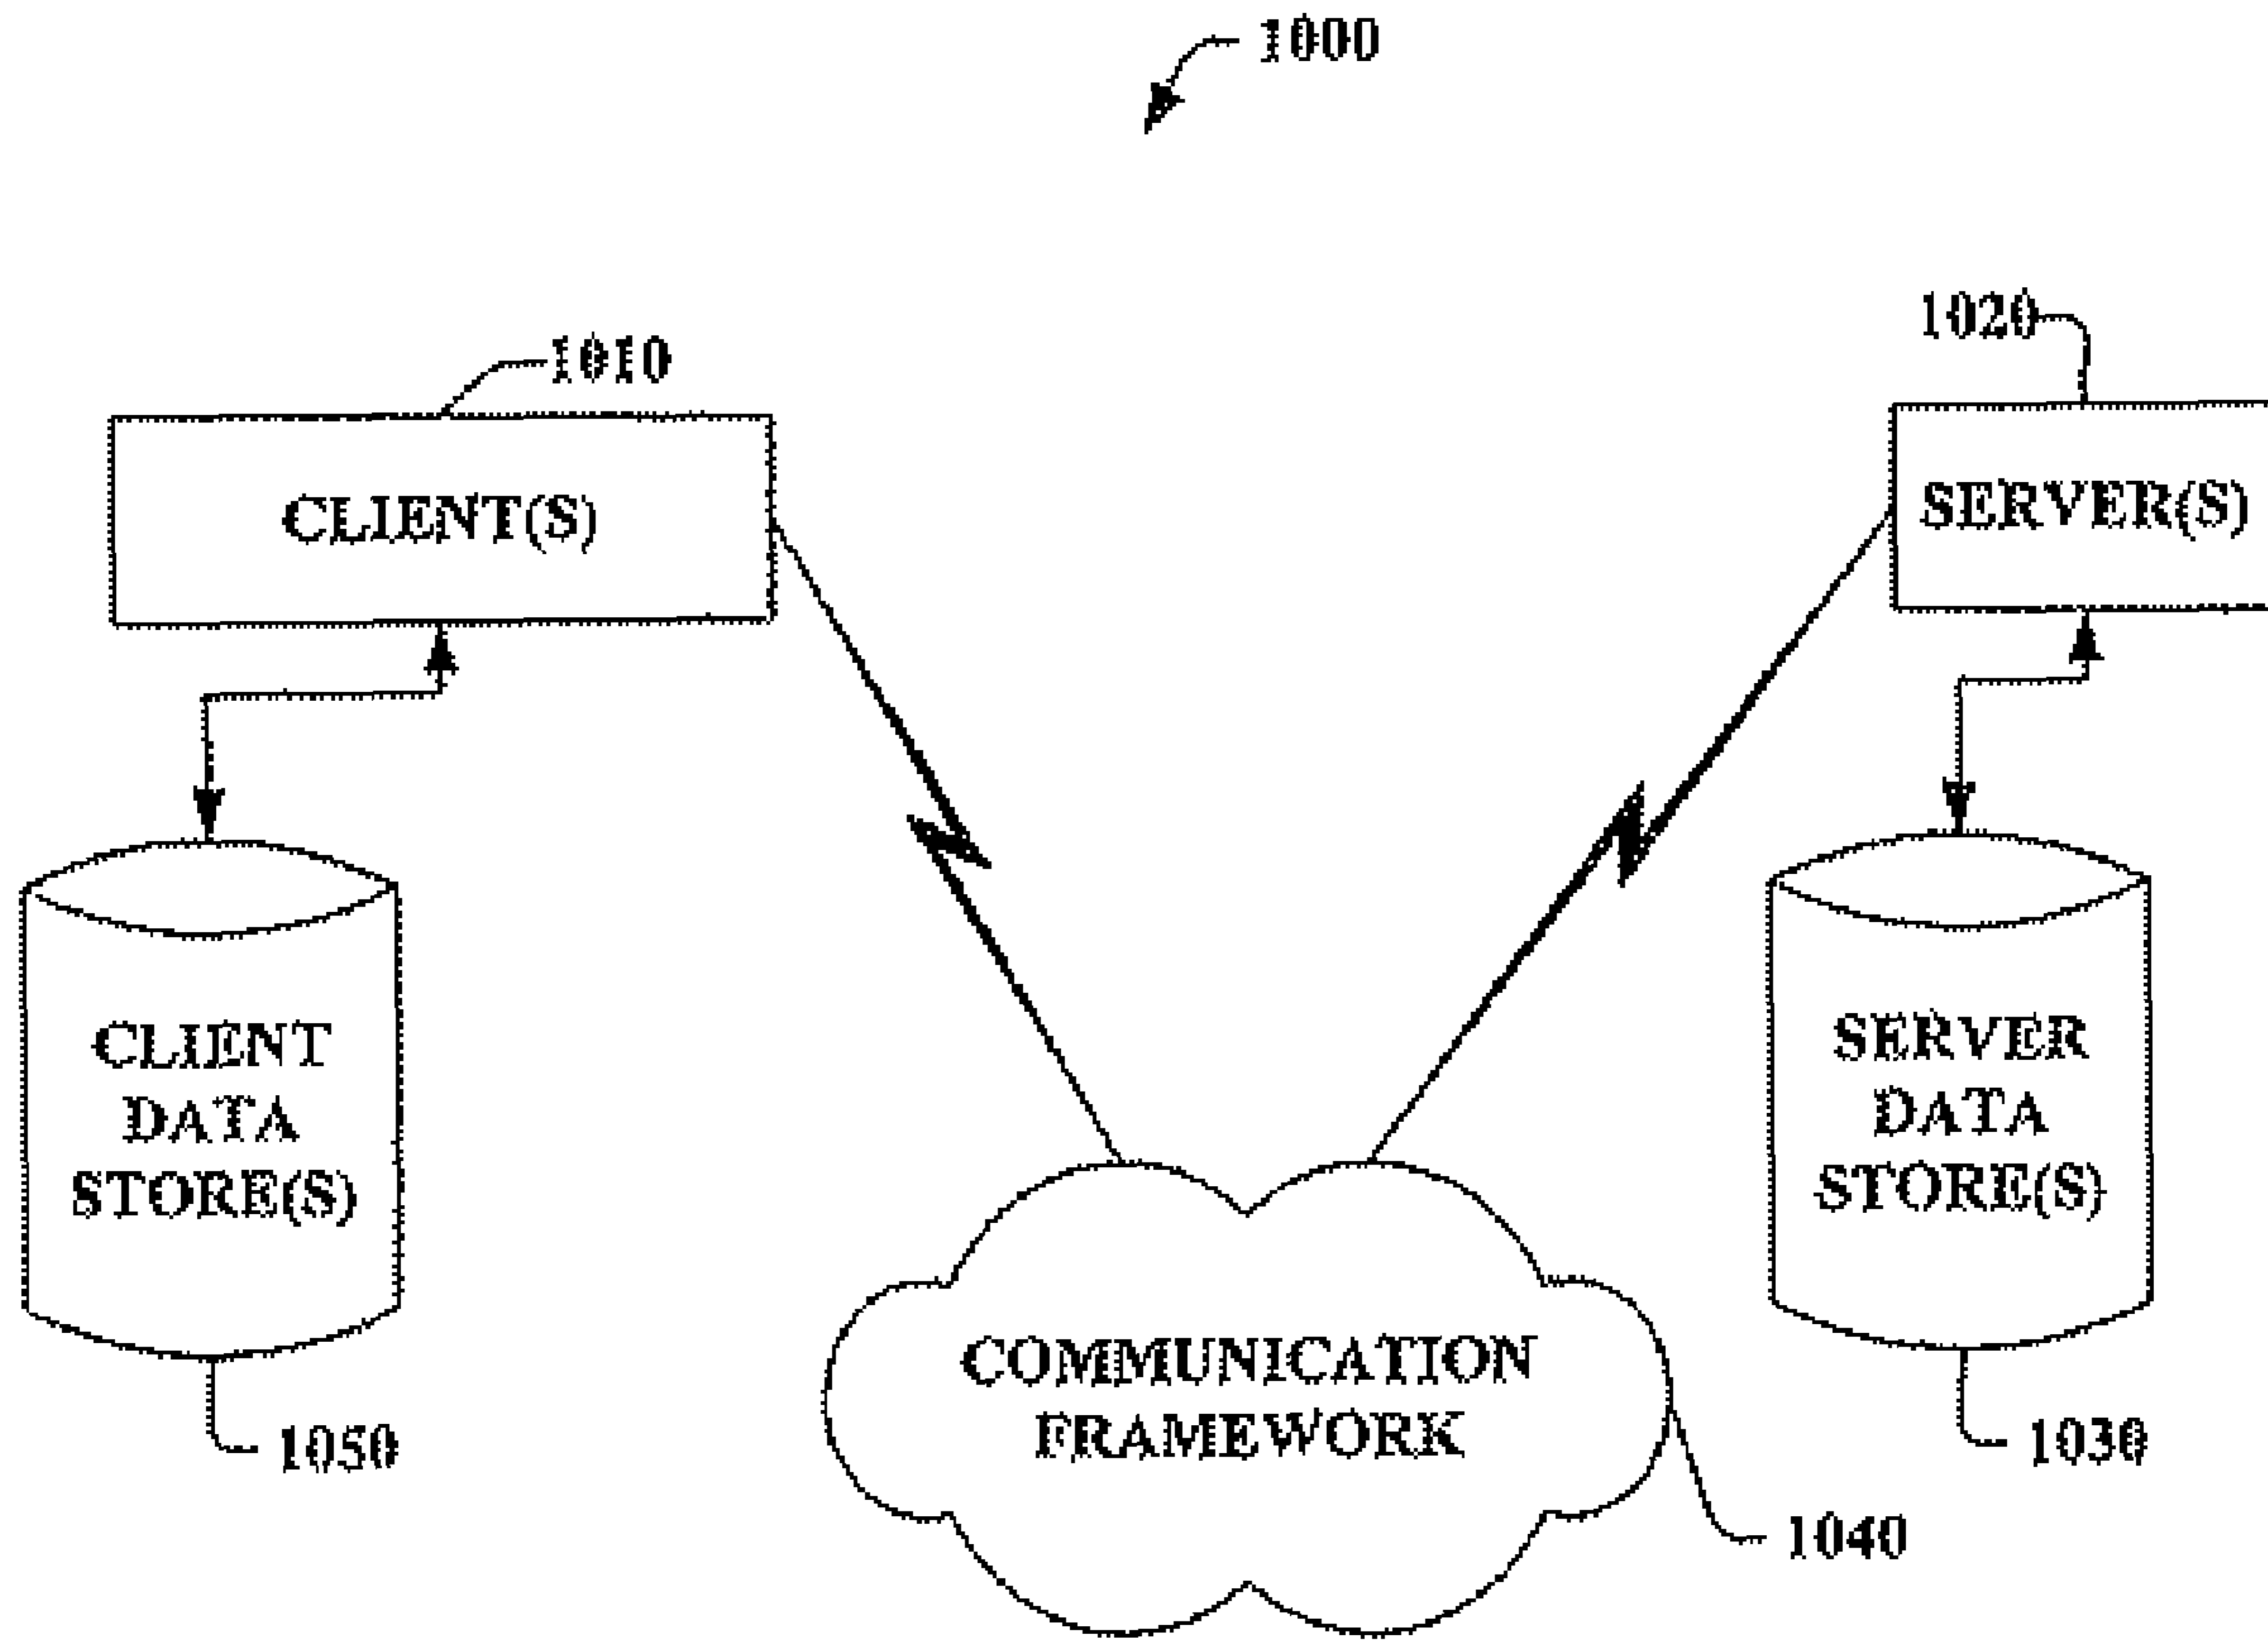 1000
1010
1020
CLIENT(S)
SERVER(S)
CLIENT
DATA
STORE(S)
SERVER
DATA
STORE(S)
COMMUNICATION
FRAMEWORK
1050
1030
1040